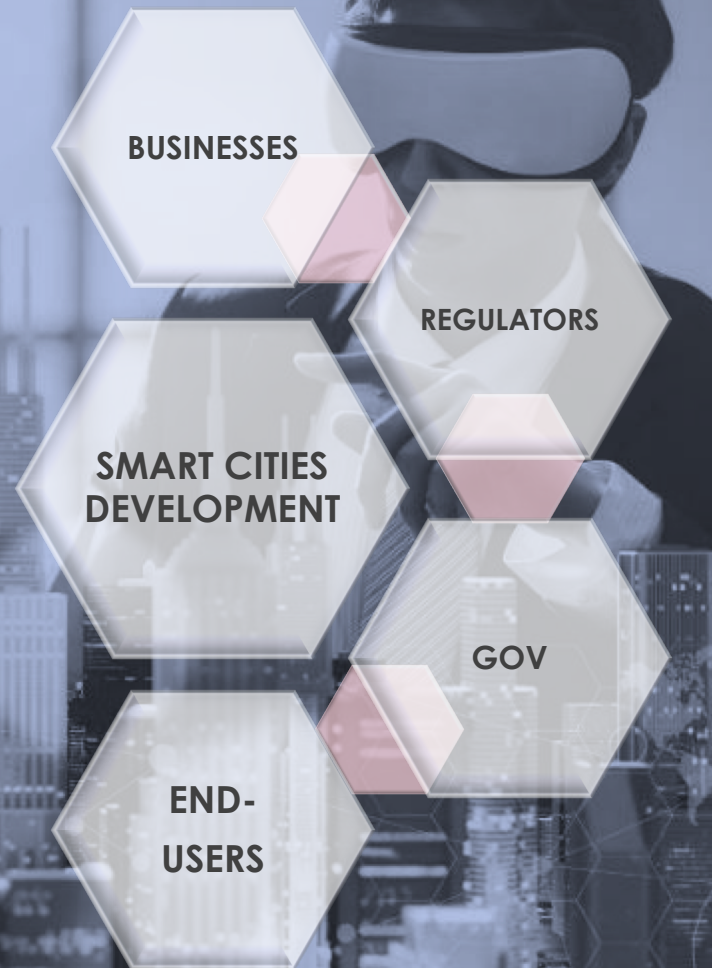 BUSINESSES
REGULATORS
SMART CITIES
DEVELOPMENT
GOV
END-
USERS